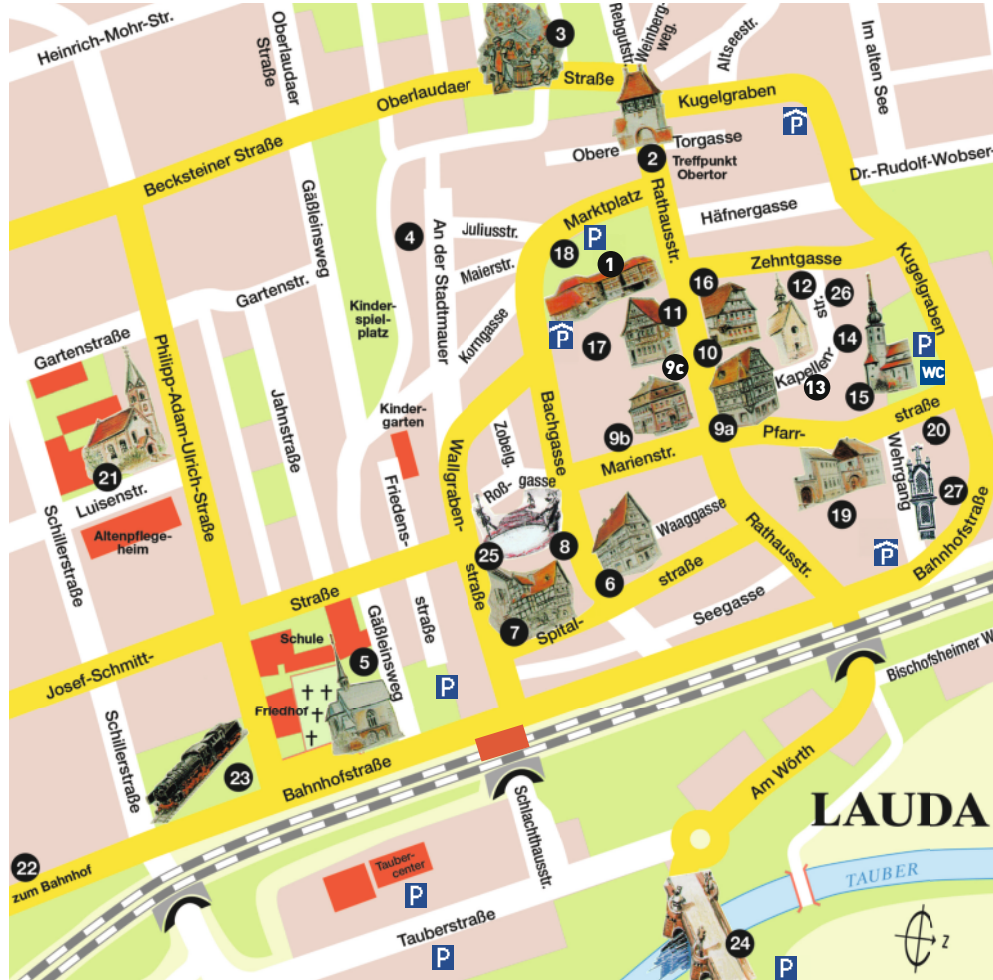 Heinrich-Mohr-Str.
Oberlaudaer
Straße
3
Rebgutstr.
Weinberg-
weg.
Altseestr.
Im alten See
Oberlaudaer
Straße
Kugelgraben
P
Becksteiner Straße
Obere
Torgasse
2
Treffpunkt
Obertor
Dr.-Rudolf-Wobser-
Gäßleinsweg
4
An der Stadtmauer
Juliusstr.
Marktplatz
Rathausstr.
Häfnergasse
18
P
1
Maierstr.
Zehntgasse
Kugelgraben
Gartenstr.
16
12
str.
26
Kinder-
spiel-
platz
Korngasse
11
14
Gartenstraße
P
17
10
P
WC
Philipp-Adam-Ulrich-Straße
9c
Kapellen-
13
15
Jahnstraße
Kinder-
garten
Zobelg.
Bachgasse
9b
9a
Pfarr-
straße
20
21
Wallgraben-
straße
Marienstr.
Wehrgang
Luisenstr.
Roß-
gasse
27
Schillerstraße
Altenpflege-
heim
Friedens-
straße
Waaggasse
19
25
8
Rathausstr.
P
Bahnhofstraße
6
straße
Straße
Seegasse
7
Spital-
Schule
Gäßleinsweg
Josef-Schmitt-
5
Bischofsheimer W
P
Friedhof
Schillerstraße
23
Bahnhofstraße
Am Wörth
Schlachthausstr.
LAUDA
22
zum Bahnhof
Tauber-
center
P
TAUBER
Tauberstraße
24
Z
P
P